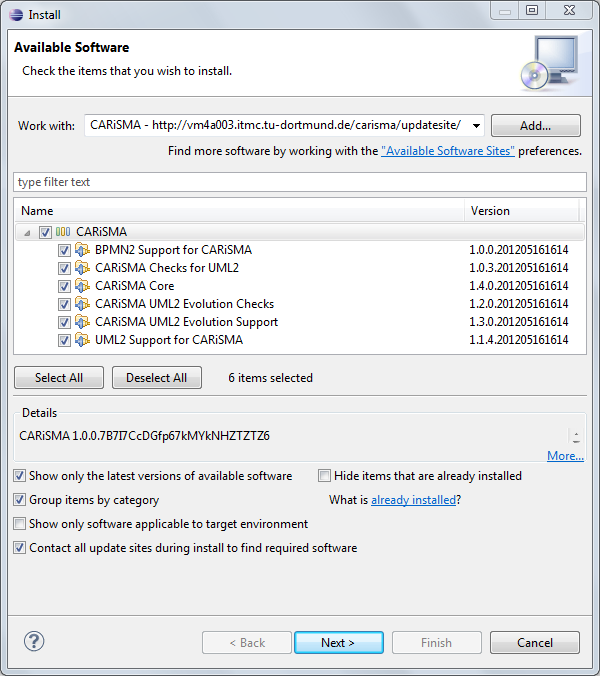 Install
Available Software
Check the items that you wish to install.
Work with: CARiSMA - http://vm4a003.itmc.tu-dortmund.de/carisma/updatesite/ Add...
Find more software by working with the "Available Software Sites" preferences.
type filter text
Name Version
CARiSMA
BPMN2 Support for CARiSMA 1.0.0.201205161614
CARiSMA Checks for UML2 1.0.3.201205161614
CARiSMA Core 1.4.0.201205161614
CARiSMA UML2 Evolution Checks 1.2.0.201205161614
CARiSMA UML2 Evolution Support 1.3.0.201205161614
UML2 Support for CARiSMA 1.1.4.201205161614
Select All Deselect All 6 items selected
Details
CARiSMA 1.0.0.7B7I7CcDGfp67kMYkNHZTZTZ6
More...
Show only the latest versions of available software Hide items that are already installed
Group items by category What is already installed?
Show only software applicable to target environment
Contact all update sites during install to find required software
? < Back Next > Finish Cancel